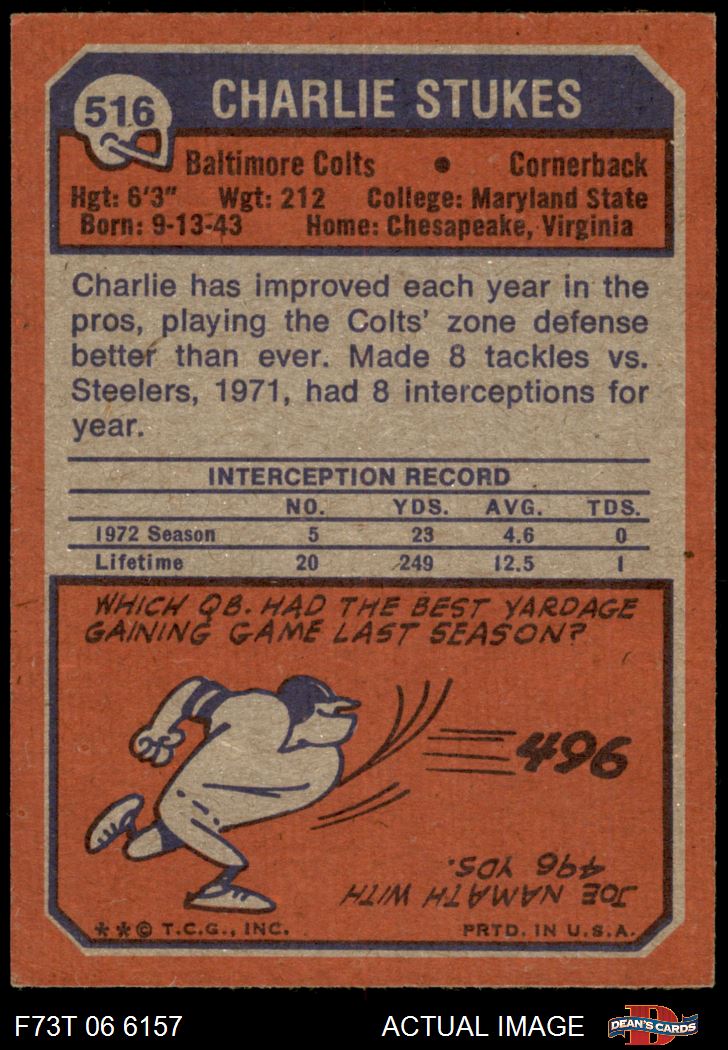 516
CHARLIE STUKES
Baltimore Colts • Cornerback
Hgt: 6'3" Wgt: 212 College: Maryland State
Born: 9-13-43 Home: Chesapeake, Virginia
Charlie has improved each year in the
pros, playing the Colts' zone defense
better than ever. Made 8 tackles vs.
Steelers, 1971, had 8 interceptions for
year.
INTERCEPTION RECORD
NO. YDS. AVG. TDS.
1972 Season 5 23 4.6 0
Lifetime 20 249 12.5 1
WHICH QB. HAD THE BEST YARDAGE
GAINING GAME LAST SEASON?
496
JOE NAMATH WITH
496 YDS.
**© T.C.G., INC. PRTD. IN U.S.A.
F73T 06 6157 ACTUAL IMAGE D DEAN'S CARDS